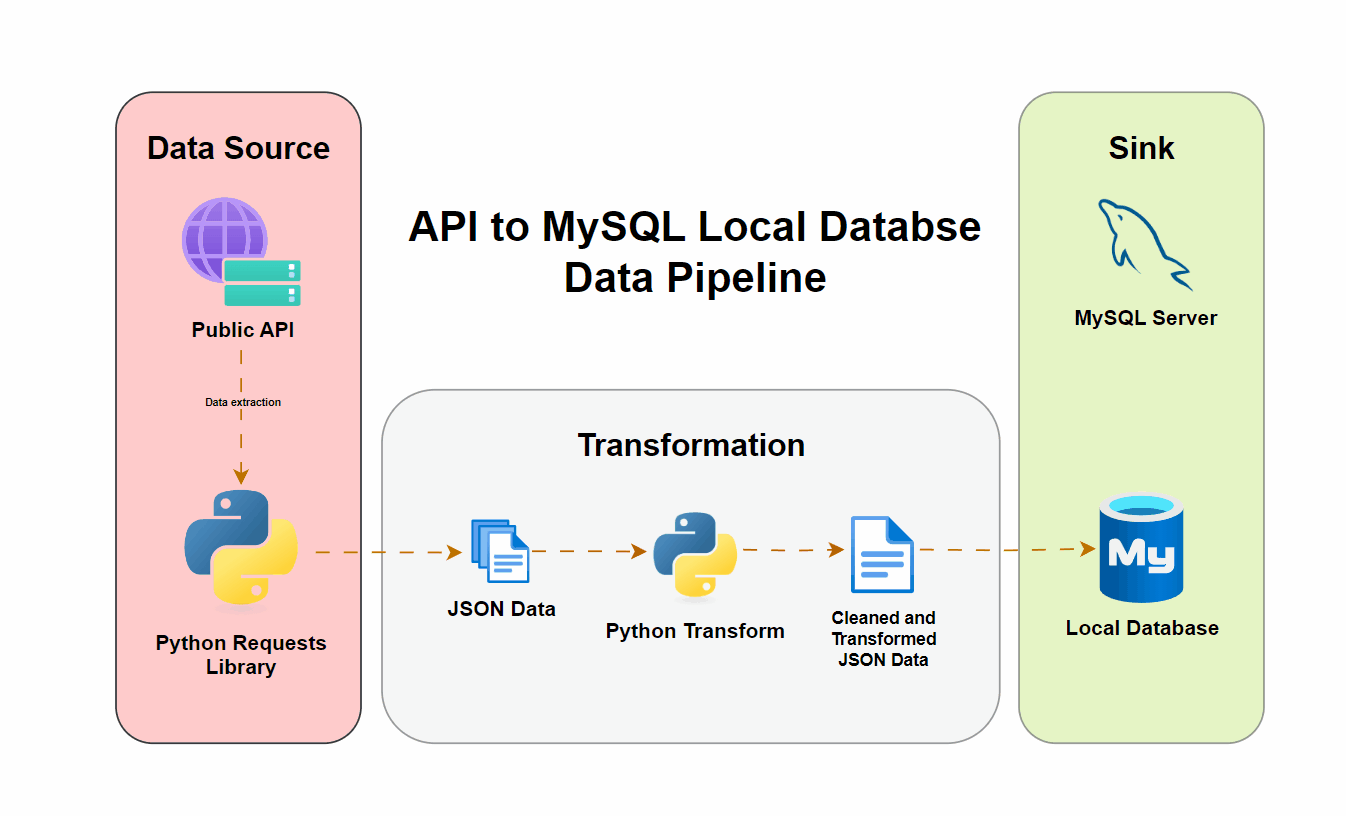 Data Source
Public API
Data extraction
Python Requests
Library
API to MySQL Local Databse
Data Pipeline
Transformation
JSON Data
Python Transform
Cleaned and
Transformed
JSON Data
Sink
MySQL Server
My
Local Database